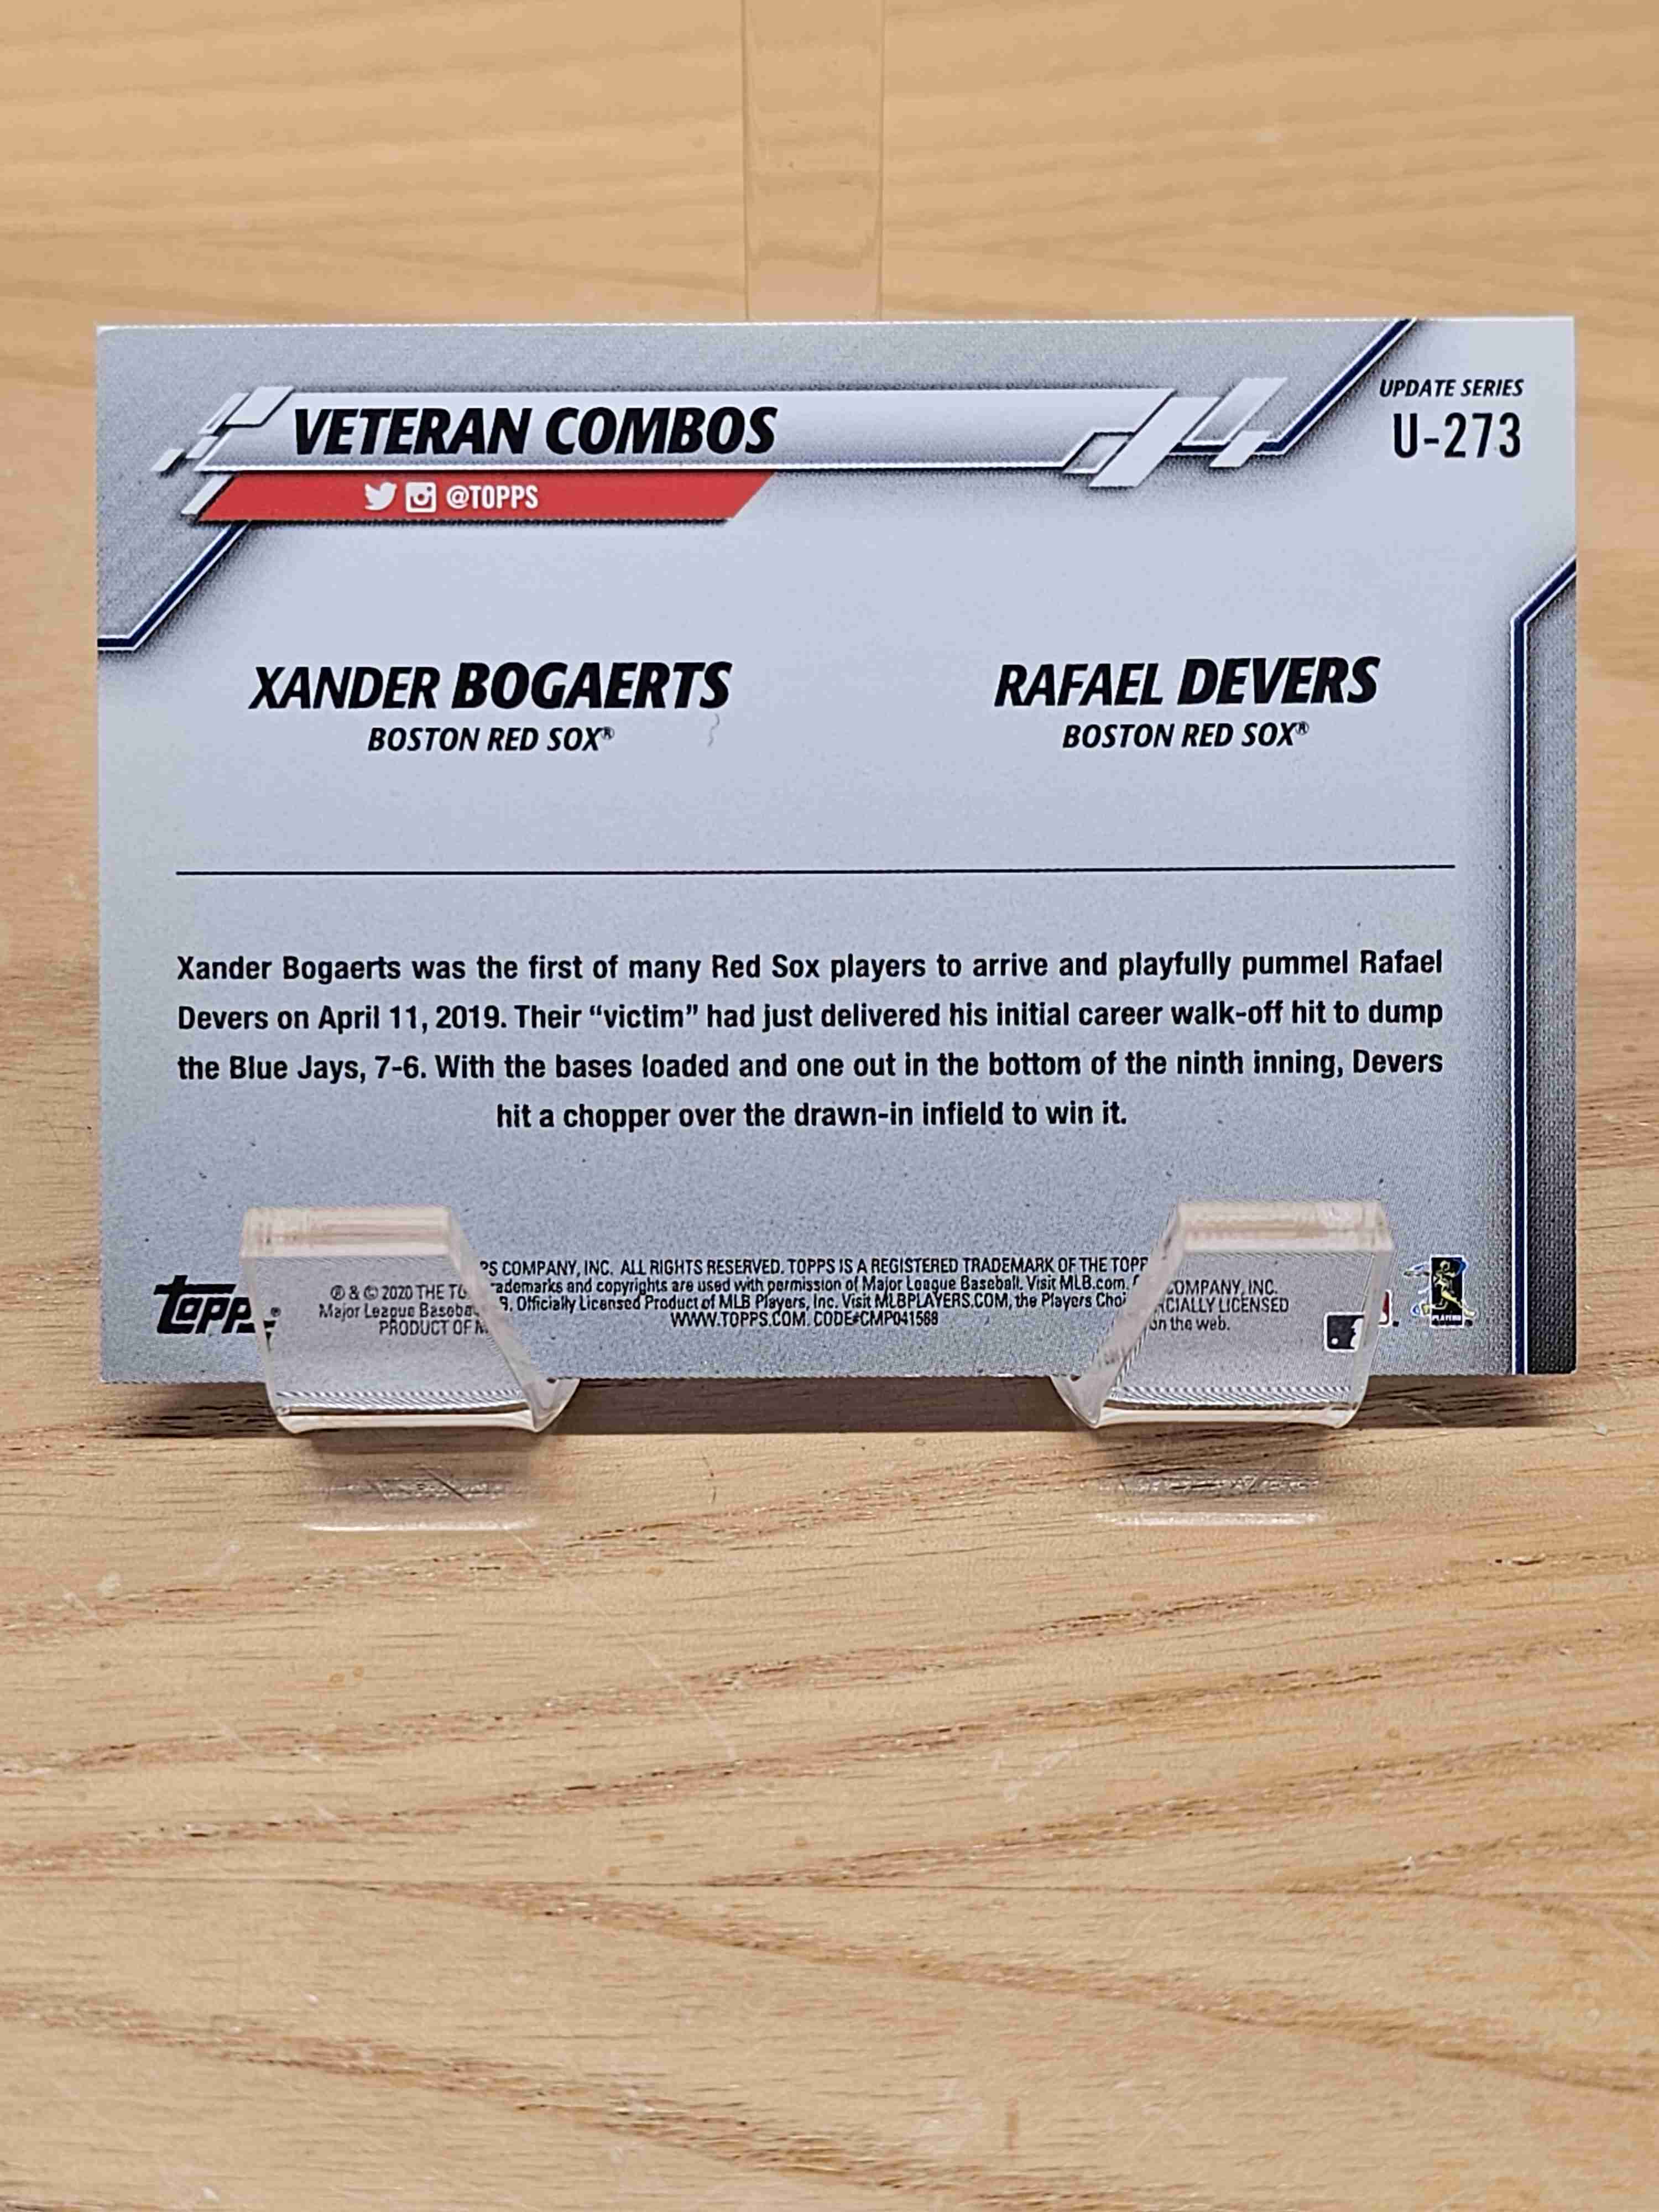 UPDATE SERIES
VETERAN COMBOS
U-273
@TOPPS
XANDER BOGAERTS
RAFAEL DEVERS
BOSTON RED SOX®
BOSTON RED SOX®
Xander Bogaerts was the first of many Red Sox players to arrive and playfully pummel Rafael
Devers on April 11, 2019. Their “victim” had just delivered his initial career walk-off hit to dump
the Blue Jays, 7-6. With the bases loaded and one out in the bottom of the ninth inning, Devers
hit a chopper over the drawn-in infield to win it.
topps
® & © 2020 THE COMPANY, INC. ALL RIGHTS RESERVED. TOPPS IS A REGISTERED TRADEMARK OF THE COMPANY, INC.
Major League and copyrights are used with permission of Major League Baseball. Visit MLB.com. LICENSED
PRODUCT OF Officially Licensed Product of MLB Players, Inc. Visit MLBPLAYERS.COM, the Players on the web.
WWW.TOPPS.COM. CODE#CMP041568
PLAYERS